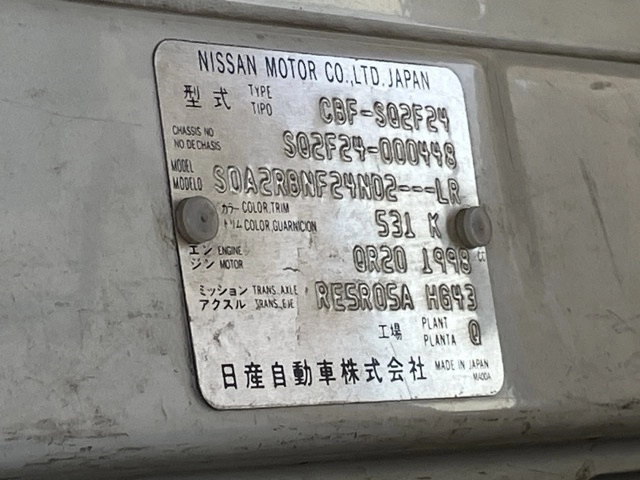 NISSAN MOTOR CO.,LTD. JAPAN
型式 TYPE TIPO CBF-SQ2F24
CHASSIS NO NO DE CHASIS SQ2F24-000448
MODEL MODELO SDA2RBNF24ND2---LR
カラー COLOR,TRIM
トリム COLOR,GUARNICION 531 K
エンジン ENGINE MOTOR QR20 1998 cc
ミッション TRANS. AXLE
アクスル TRANS. EJE RE5R05A HG43
工場 PLANT PLANTA Q
日産自動車株式会社 MADE IN JAPAN